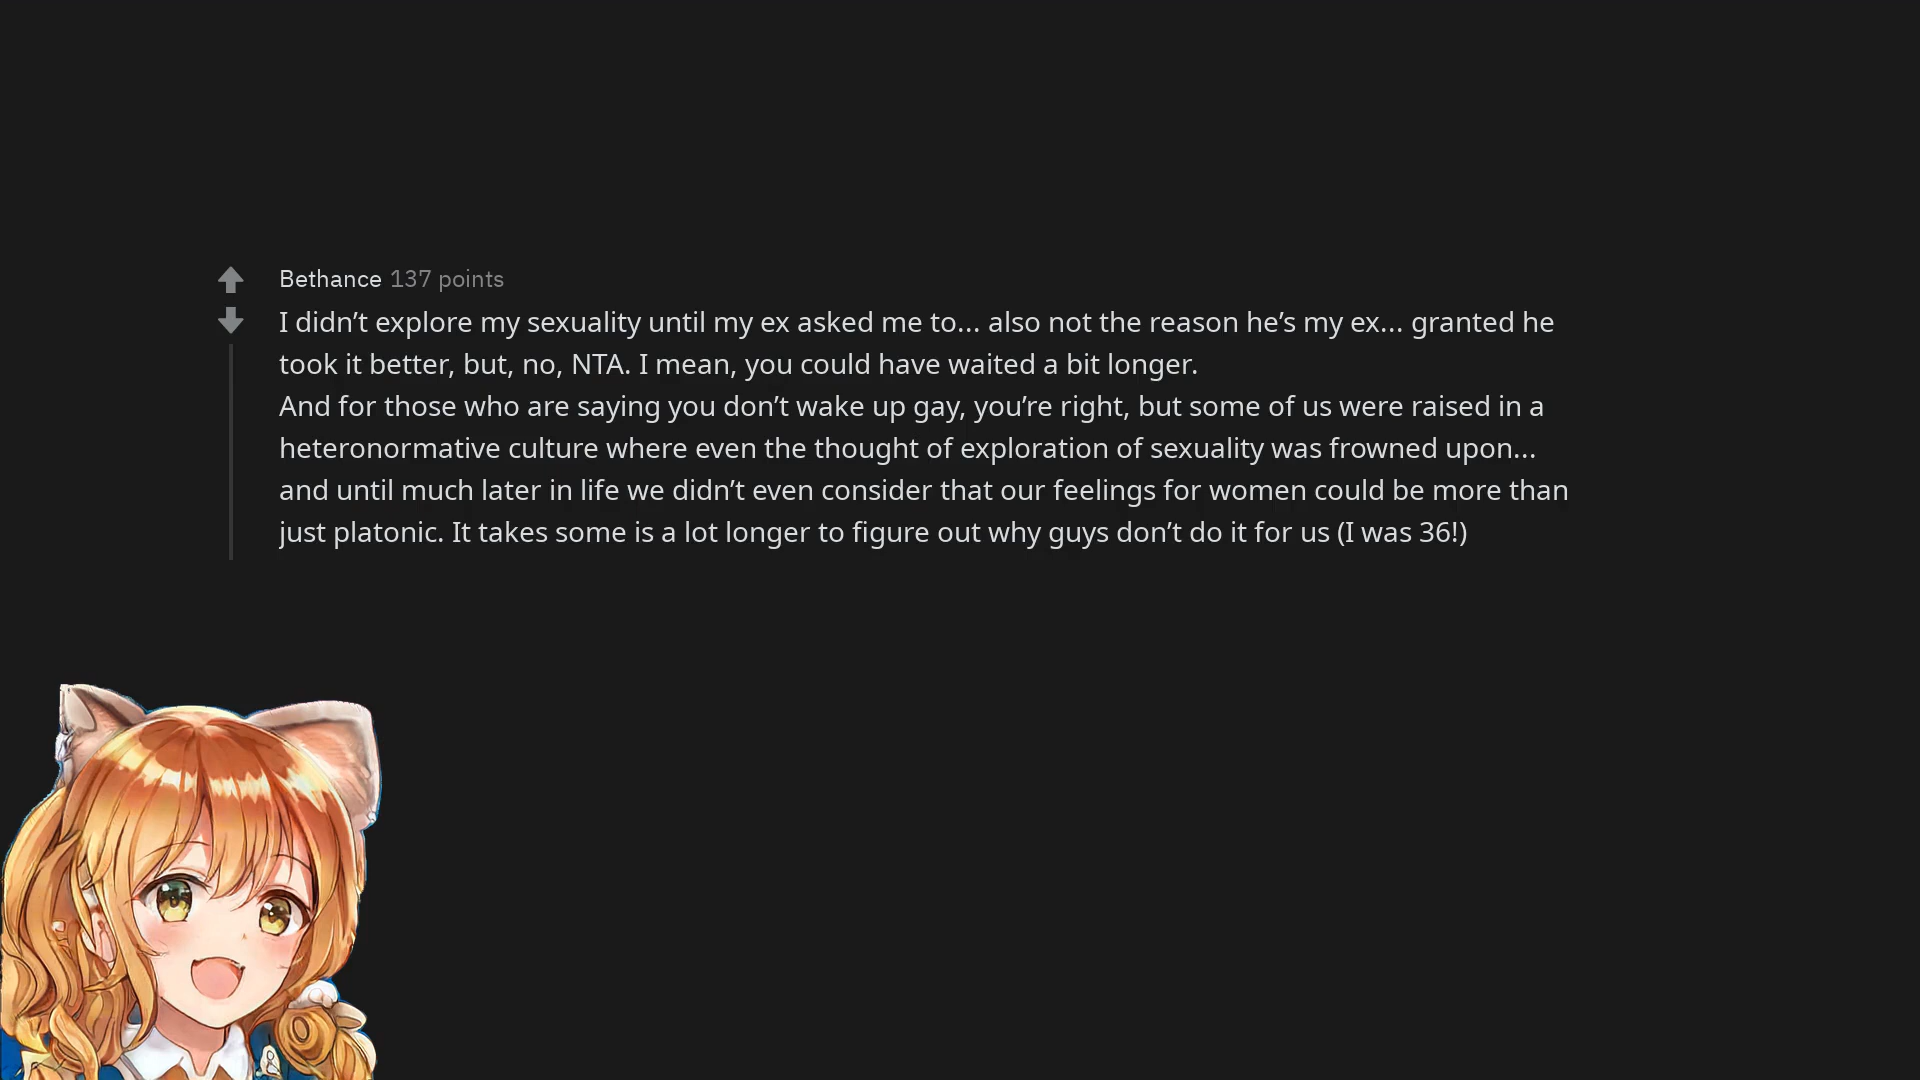 Bethance 137 points
I didn’t explore my sexuality until my ex asked me to... also not the reason he’s my ex... granted he
took it better, but, no, NTA. I mean, you could have waited a bit longer.
And for those who are saying you don’t wake up gay, you’re right, but some of us were raised in a
heteronormative culture where even the thought of exploration of sexuality was frowned upon...
and until much later in life we didn’t even consider that our feelings for women could be more than
just platonic. It takes some is a lot longer to figure out why guys don’t do it for us (I was 36!)